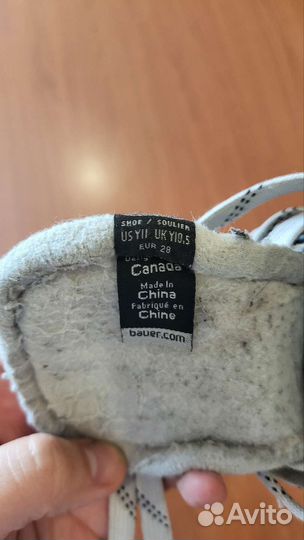 SHOE / SOULIER
US Y11 UK Y10,5
EUR 28
Canada
Made in
China
Fabriqué en
Chine
bauer.com
Avito